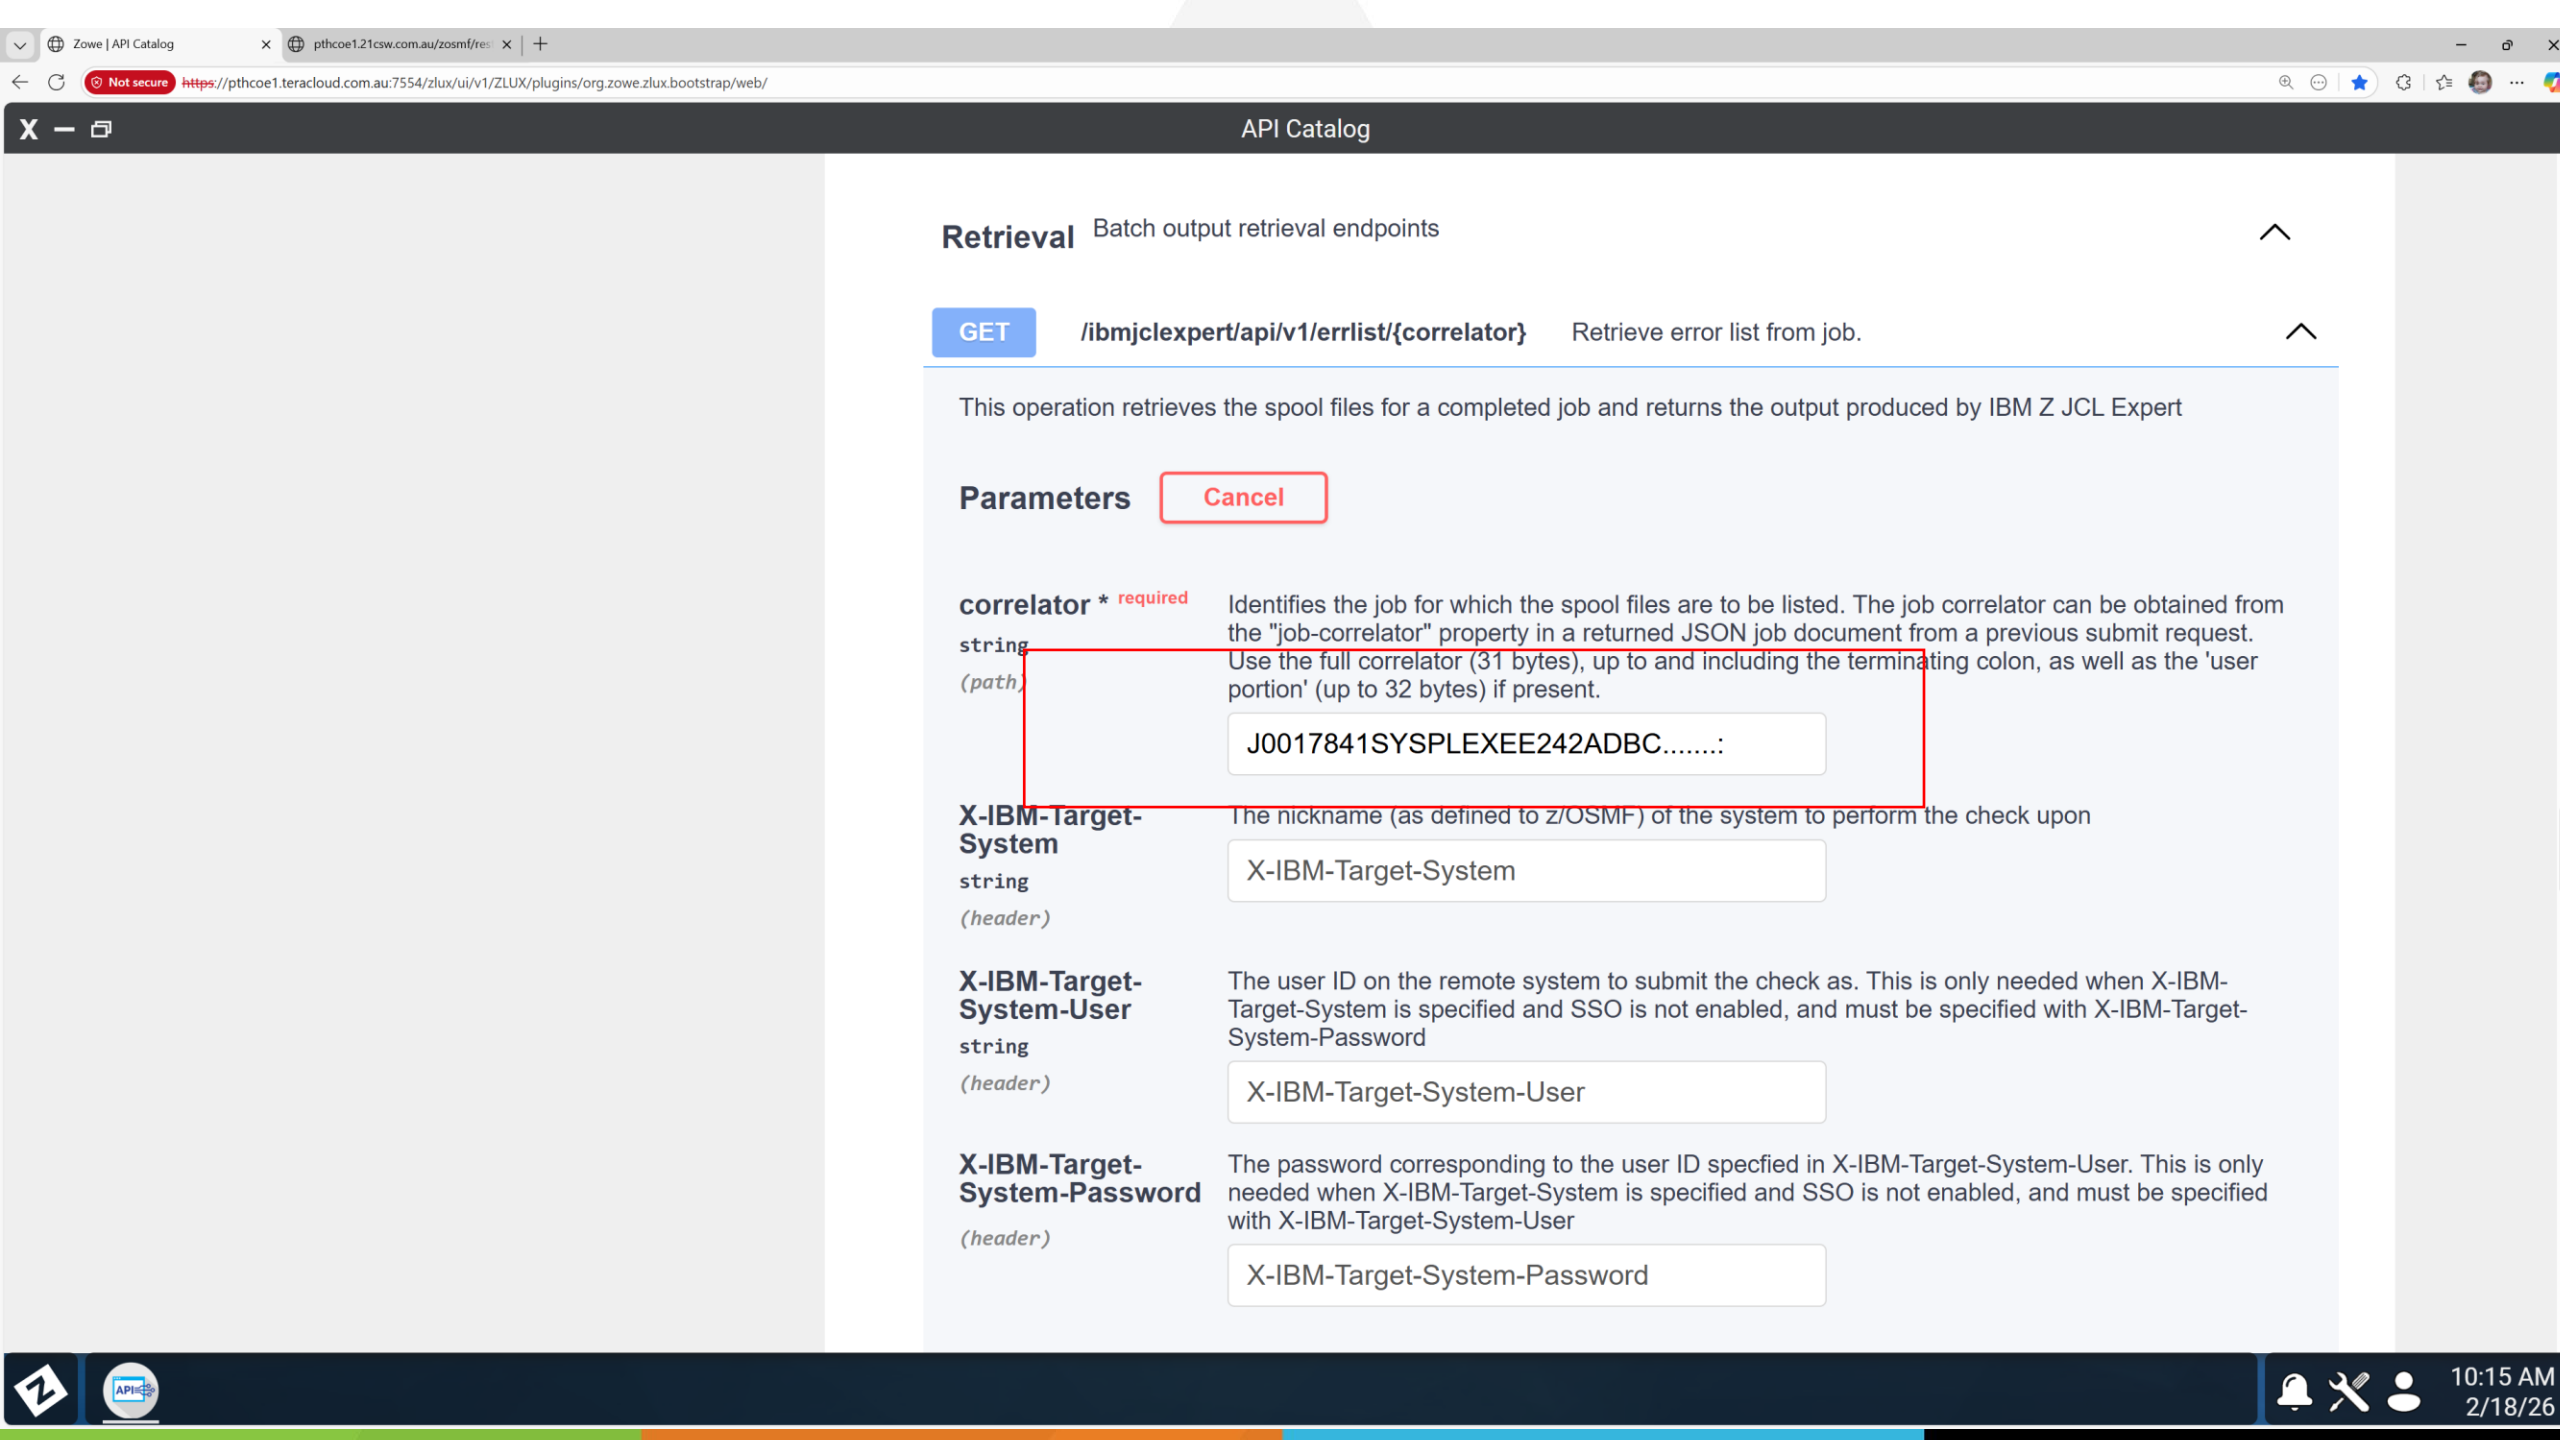 Zowe | API Catalog
pthcoe1.21csw.com.au/zosmf/res
Not secure https://pthcoe1.teracloud.com.au:7554/zlux/ui/v1/ZLUX/plugins/org.zowe.zlux.bootstrap/web/
X
API Catalog
Retrieval Batch output retrieval endpoints
GET /ibmjclexpert/api/v1/errlist/{correlator} Retrieve error list from job.
This operation retrieves the spool files for a completed job and returns the output produced by IBM Z JCL Expert
Parameters Cancel
correlator * required
string
(path)
Identifies the job for which the spool files are to be listed. The job correlator can be obtained from
the "job-correlator" property in a returned JSON job document from a previous submit request.
Use the full correlator (31 bytes), up to and including the terminating colon, as well as the 'user
portion' (up to 32 bytes) if present.
J0017841SYSPLEXEE242ADBC.......:
X-IBM-Target-
System
string
(header)
The nickname (as defined to z/OSMF) of the system to perform the check upon
X-IBM-Target-System
X-IBM-Target-
System-User
string
(header)
The user ID on the remote system to submit the check as. This is only needed when X-IBM-
Target-System is specified and SSO is not enabled, and must be specified with X-IBM-Target-
System-Password
X-IBM-Target-System-User
X-IBM-Target-
System-Password
(header)
The password corresponding to the user ID specfied in X-IBM-Target-System-User. This is only
needed when X-IBM-Target-System is specified and SSO is not enabled, and must be specified
with X-IBM-Target-System-User
X-IBM-Target-System-Password
Z
API
10:15 AM
2/18/26